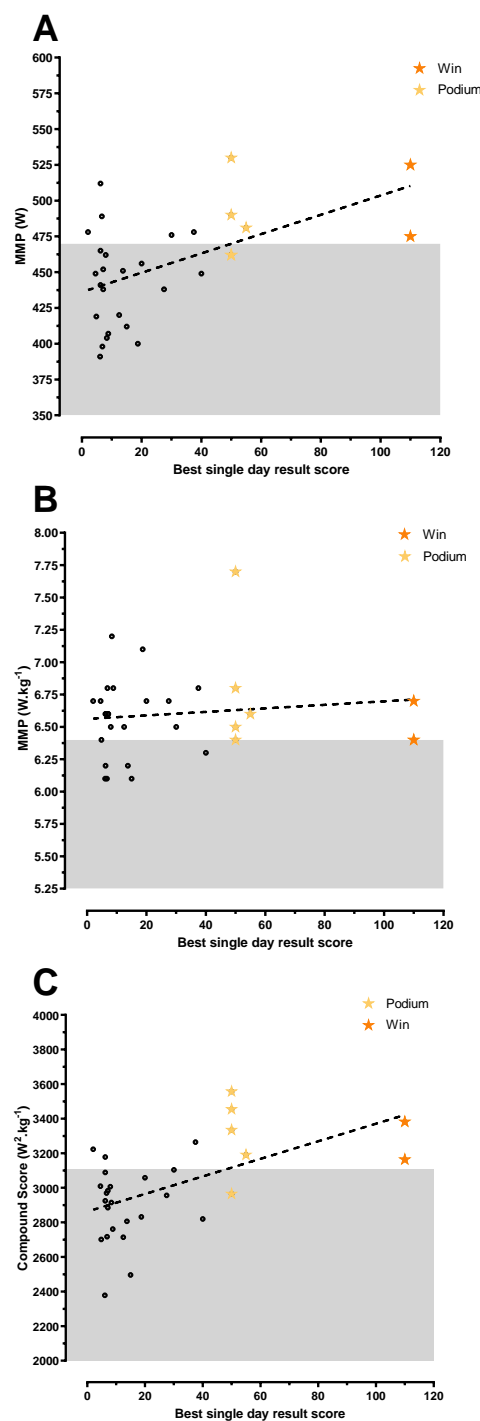 A
Win
Podium
600
575
550
525
500
475
450
425
400
375
350
MMP (W)
0 20 40 60 80 100 120
Best single day result score
B
Win
Podium
8.00
7.75
7.50
7.25
7.00
6.75
6.50
6.25
6.00
5.75
5.50
5.25
MMP (W.kg-1)
0 20 40 60 80 100 120
Best single day result score
C
Podium
Win
4000
3800
3600
3400
3200
3000
2800
2600
2400
2200
2000
Compound Score (W2.kg-1)
0 20 40 60 80 100 120
Best single day result score